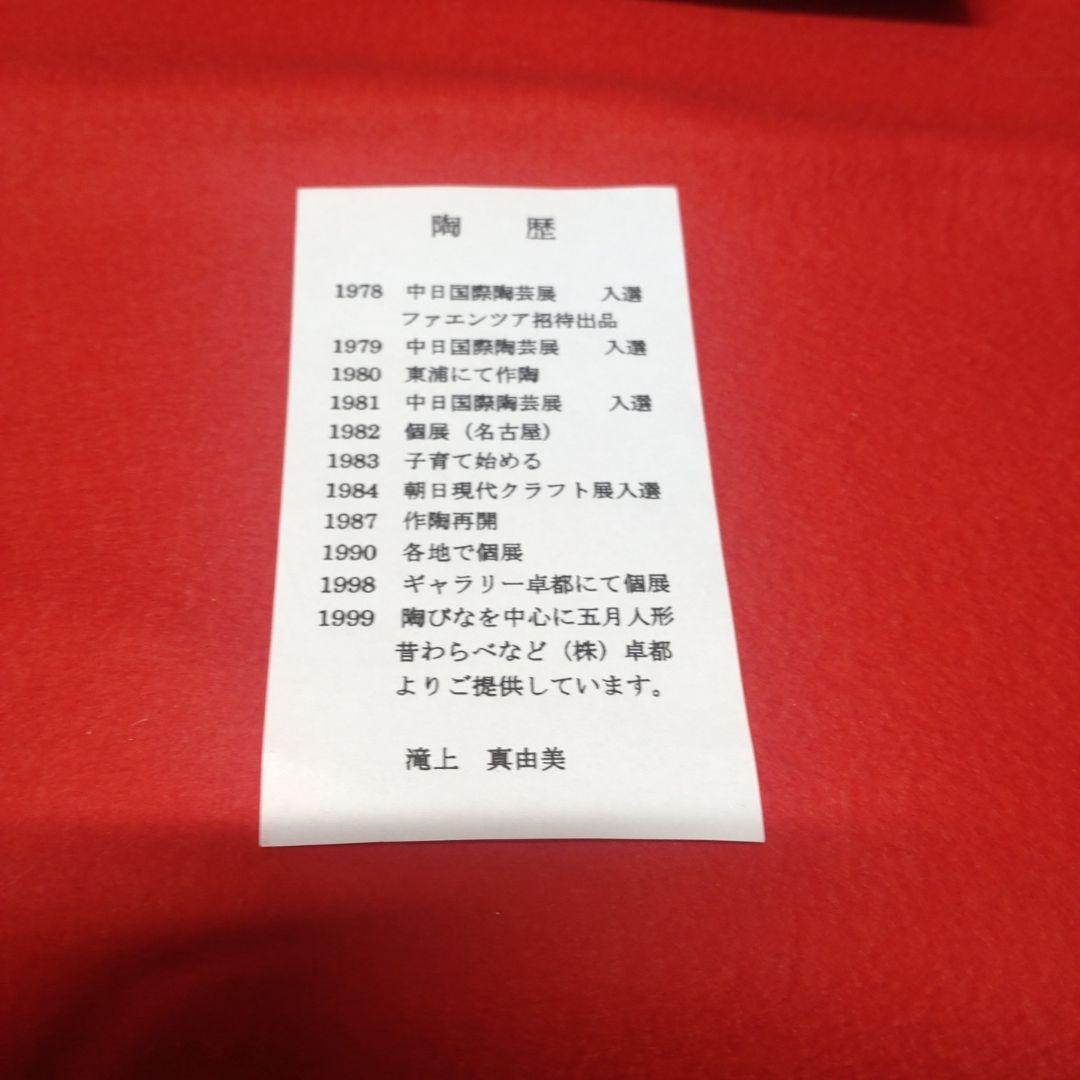 陶　歴
1978　中日国際陶芸展　　入選
ファエンツア招待出品
1979　中日国際陶芸展　　入選
1980　東浦にて作陶
1981　中日国際陶芸展　　入選
1982　個展（名古屋）
1983　子育て始める
1984　朝日現代クラフト展入選
1987　作陶再開
1990　各地で個展
1998　ギャラリー卓都にて個展
1999　陶びなを中心に五月人形
昔わらべなど（株）卓都
よりご提供しています。
滝上　真由美